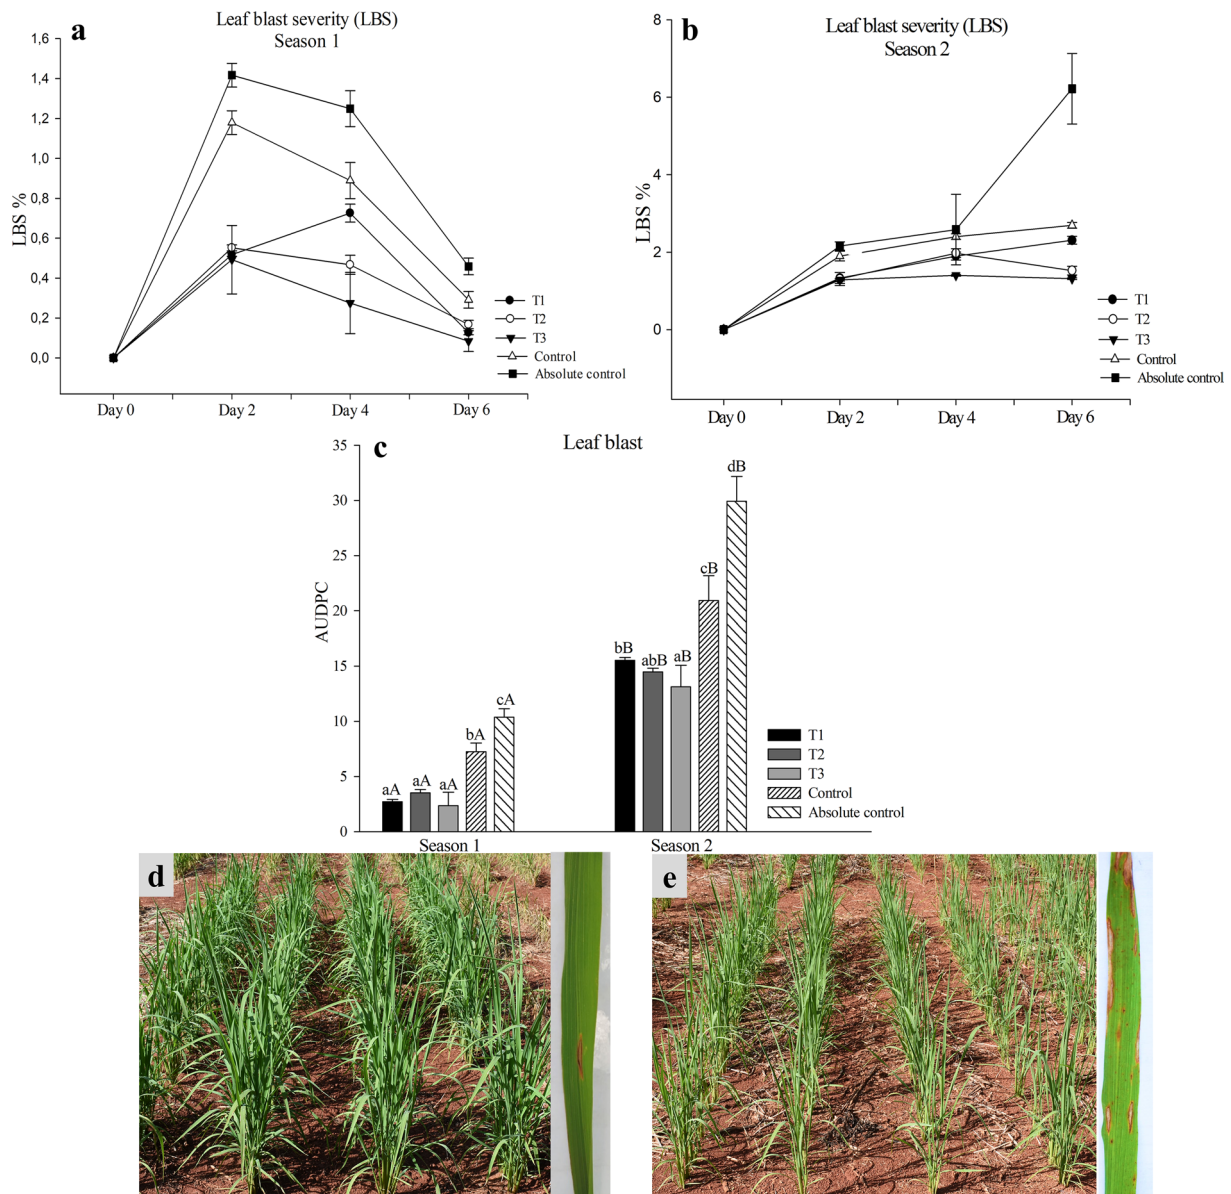 a
Leaf blast severity (LBS)
Season 1
LBS %
1,6
1,4
1,2
1,0
0,8
0,6
0,4
0,2
0,0
Day 0
Day 2
Day 4
Day 6
T1
T2
T3
Control
Absolute control
b
Leaf blast severity (LBS)
Season 2
LBS %
8
6
4
2
0
Day 0
Day 2
Day 4
Day 6
T1
T2
T3
Control
Absolute control
c
Leaf blast
AUDPC
35
30
25
20
15
10
5
0
aA
aA
aA
bA
cA
bB
abB
aB
cB
dB
Season 1
Season 2
T1
T2
T3
Control
Absolute control
d
e